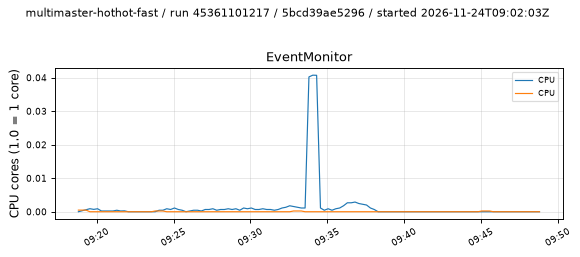 multimaster-hothot-fast / run 45361101217 / 5bcd39ae5296 / started 2026-11-24T09:02:03Z
EventMonitor
CPU cores (1.0 = 1 core)
0.04
0.03
0.02
0.01
0.00
CPU
CPU
09:20
09:25
09:30
09:35
09:40
09:45
09:50